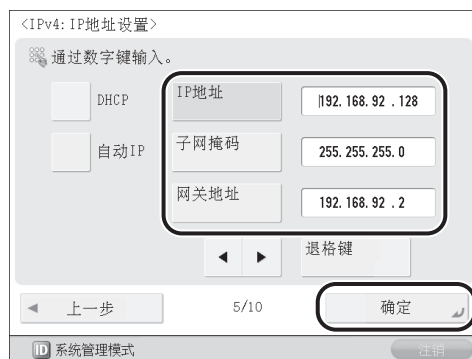 <IPv4:IP地址设置>
通过数字键输入。
DHCP
IP地址
192.168.92 .128
自动IP
子网掩码
255.255.255.0
网关地址
192.168.92 .2
◀ ▶
退格键
◀ 上一步
5/10
确定
ID 系统管理模式
注销